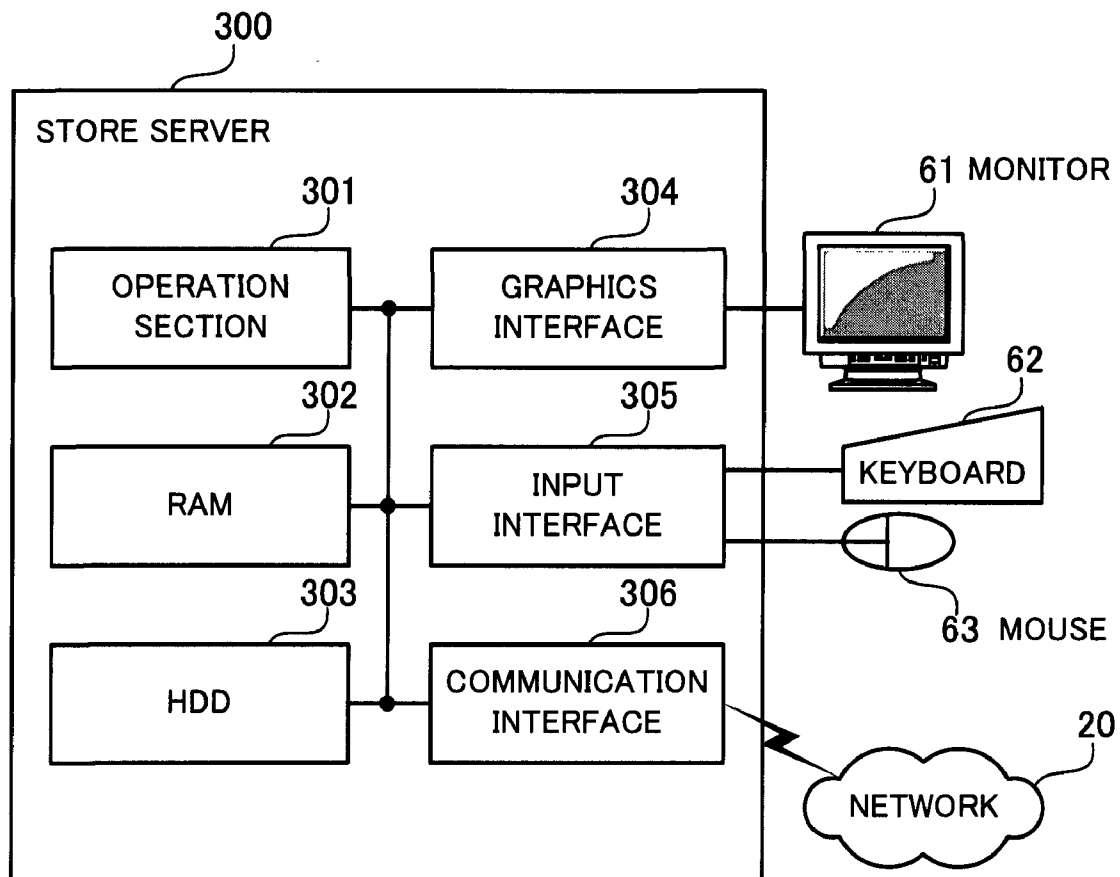 300
STORE SERVER
301
OPERATION
SECTION
304
GRAPHICS
INTERFACE
61 MONITOR
302
RAM
305
INPUT
INTERFACE
62
KEYBOARD
63 MOUSE
303
HDD
306
COMMUNICATION
INTERFACE
20
NETWORK